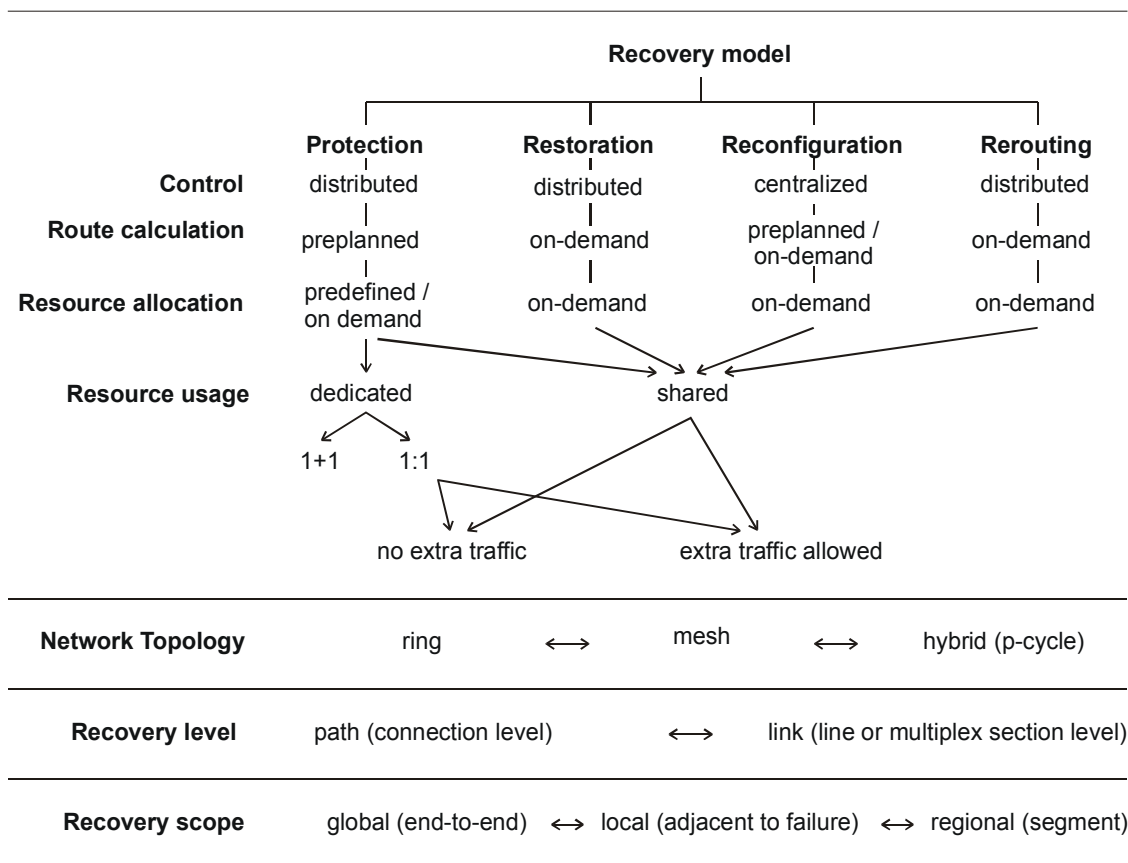 Recovery model
Protection Restoration Reconfiguration Rerouting
Control distributed distributed centralized distributed
Route calculation preplanned on-demand preplanned / on-demand on-demand
Resource allocation predefined / on demand on-demand on-demand on-demand
Resource usage dedicated shared
1+1 1:1
no extra traffic extra traffic allowed
Network Topology ring mesh hybrid (p-cycle)
Recovery level path (connection level) link (line or multiplex section level)
Recovery scope global (end-to-end) local (adjacent to failure) regional (segment)